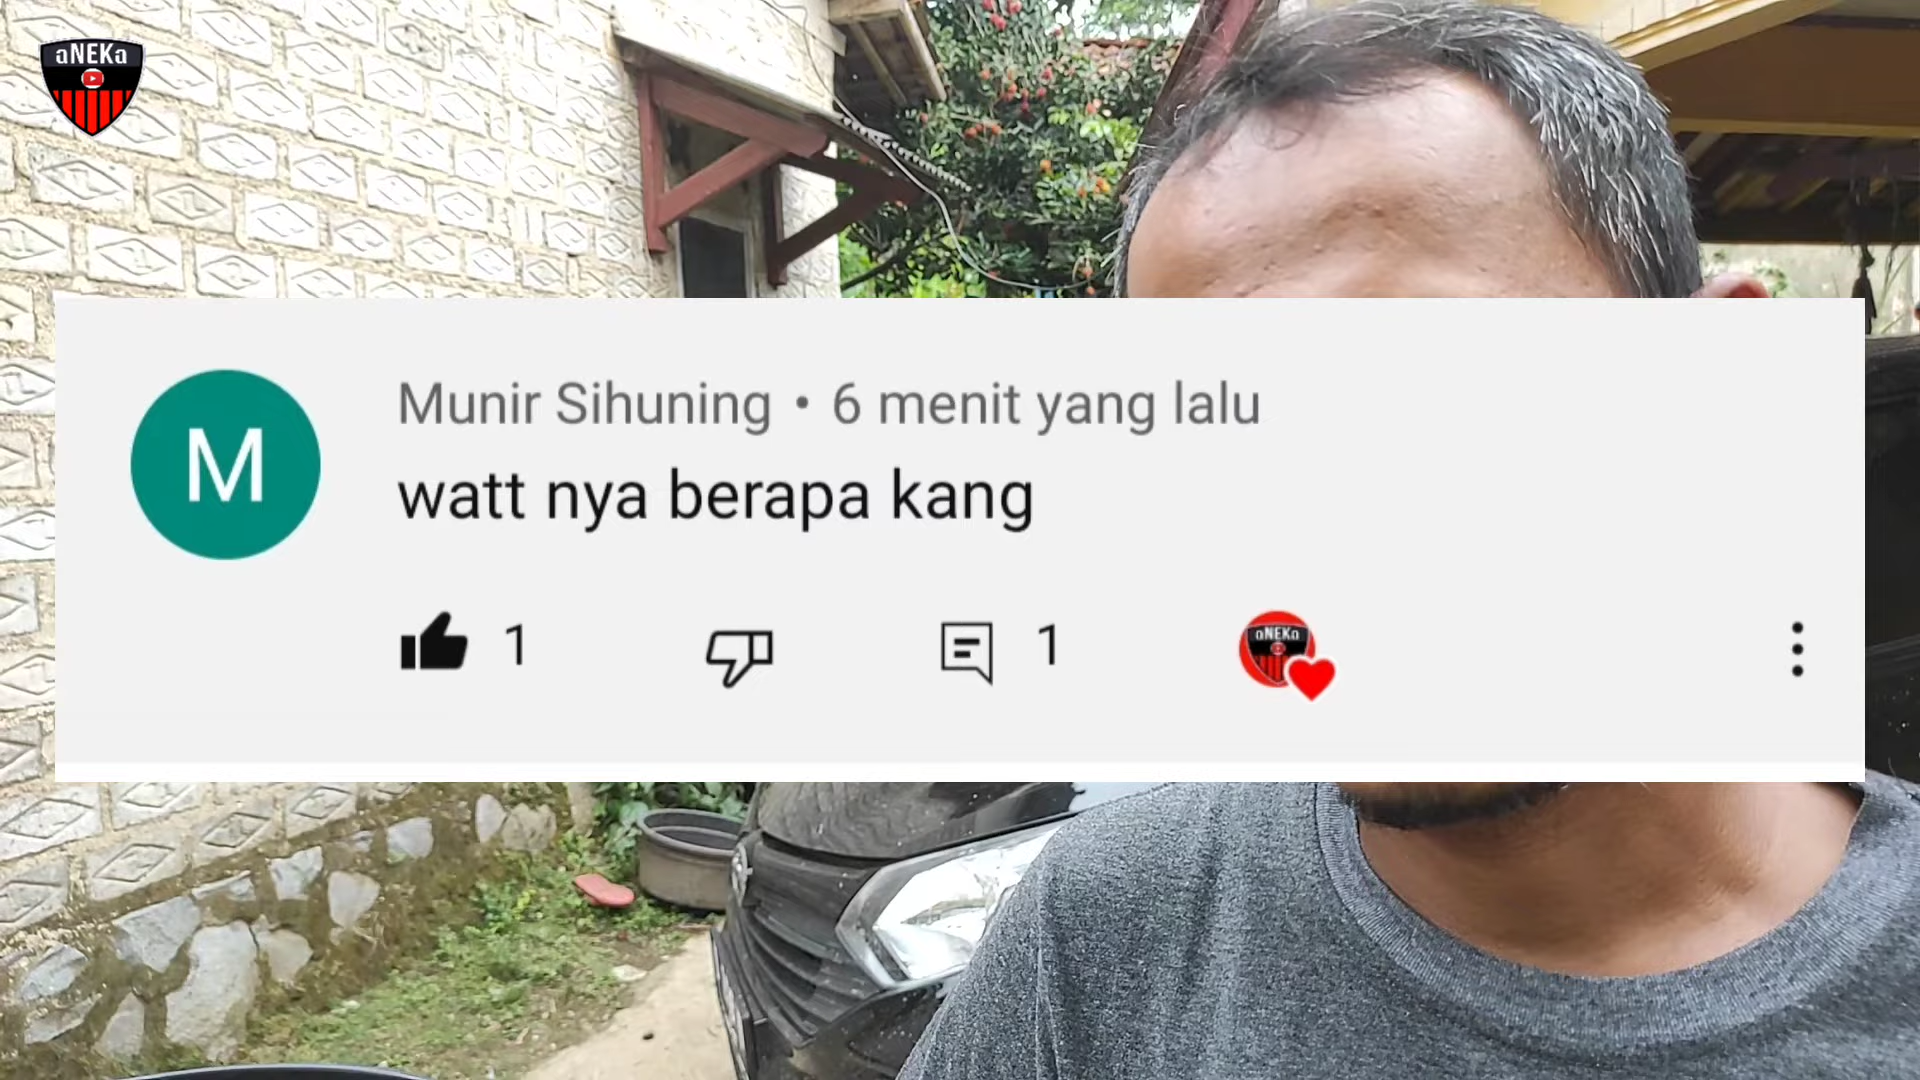 aNEKa
Munir Sihuning • 6 menit yang lalu
watt nya berapa kang
1
1
aNEKa